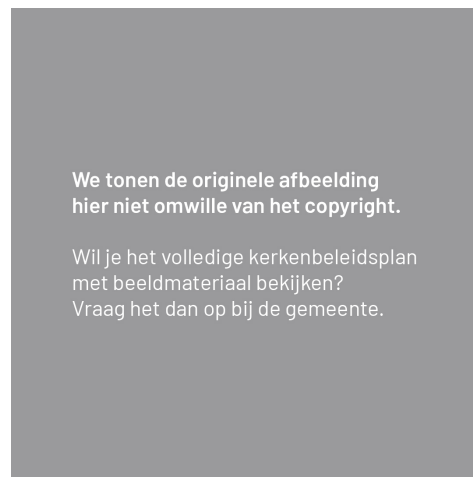 We tonen de originele afbeelding
hier niet omwille van het copyright.
Wil je het volledige kerkenbeleidsplan
met beeldmateriaal bekijken?
Vraag het dan op bij de gemeente.